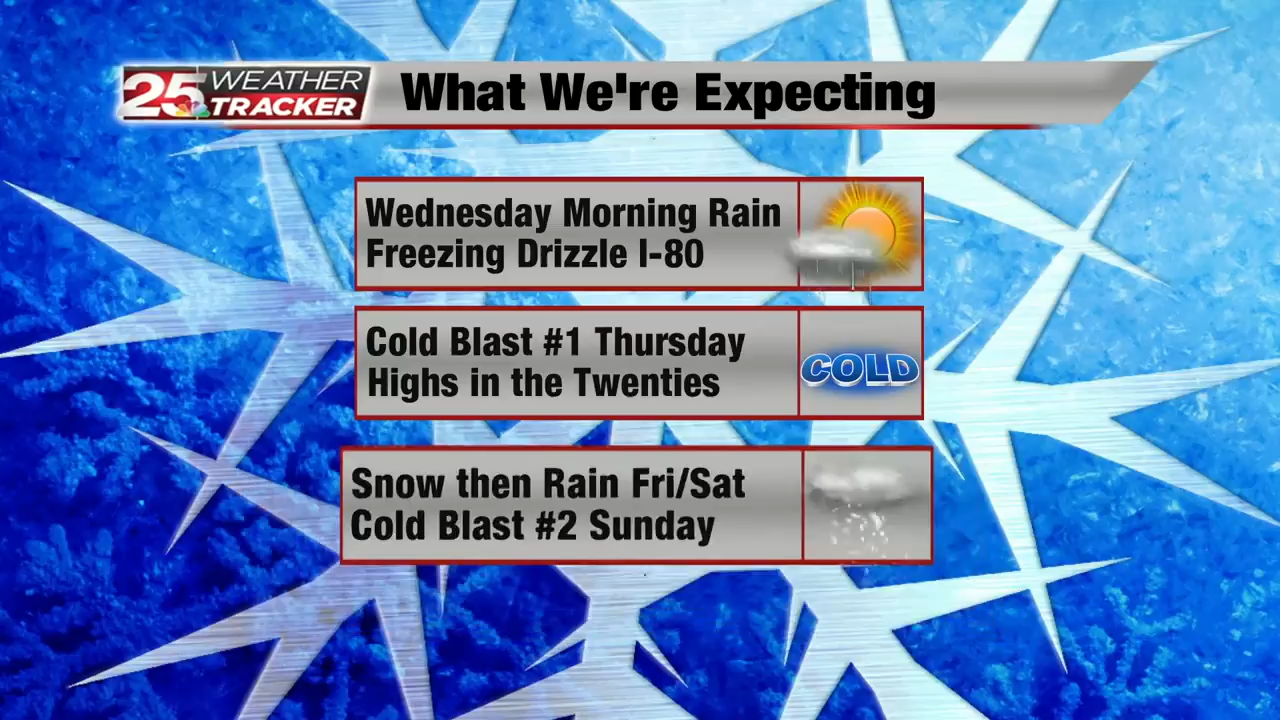 25 WEATHER
TRACKER
What We're Expecting
Wednesday Morning Rain
Freezing Drizzle I-80
Cold Blast #1 Thursday
Highs in the Twenties
COLD
Snow then Rain Fri/Sat
Cold Blast #2 Sunday